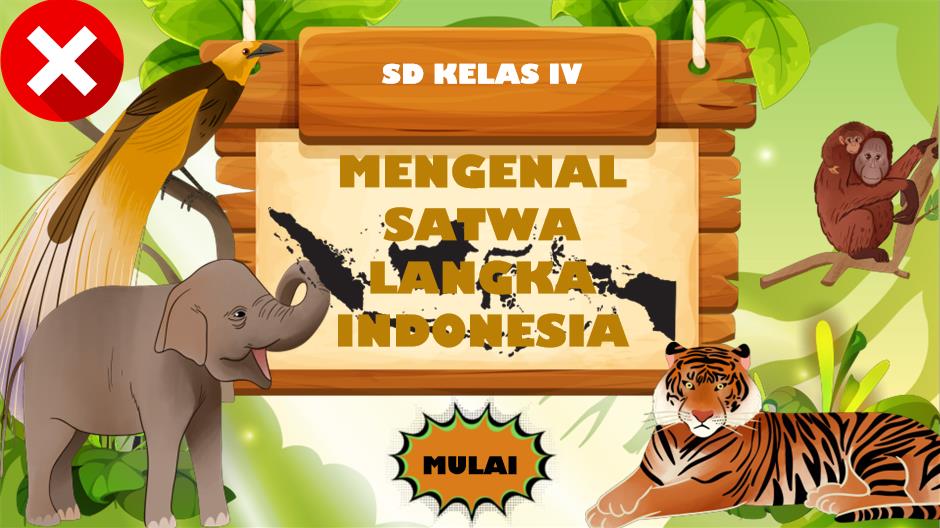 SD KELAS IV
MENGENAL
SATWA
LANGKA
INDONESIA
MULAI